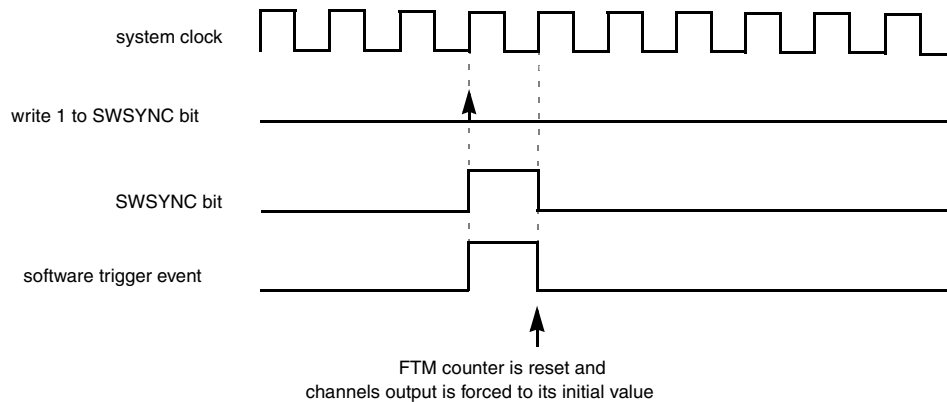 system clock
write 1 to SWSYNC bit
SWSYNC bit
software trigger event
FTM counter is reset and
channels output is forced to its initial value